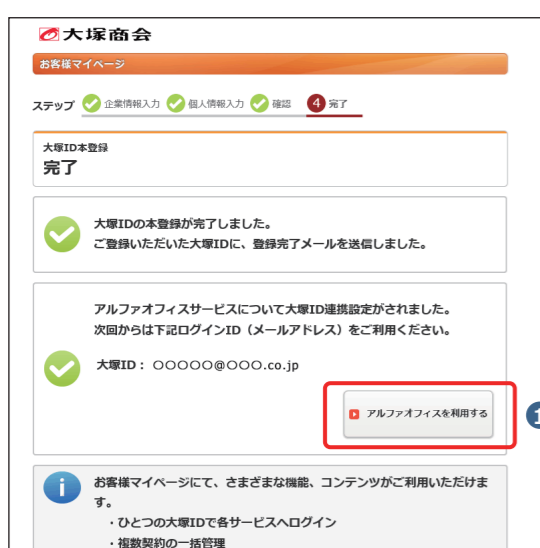 大塚商会
お客様マイページ
ステップ 企業情報入力 個人情報入力 確認 4 完了
大塚ID本登録
完了
大塚IDの本登録が完了しました。
ご登録いただいた大塚IDに、登録完了メールを送信しました。
アルファオフィスサービスについて大塚ID連携設定がされました。
次回からは下記ログインID（メールアドレス）をご利用ください。
大塚ID： ○○○○○@○○○.co.jp
アルファオフィスを利用する
1
i お客様マイページにて、さまざまな機能、コンテンツがご利用いただけま
す。
・ひとつの大塚IDで各サービスへログイン
・複数契約の一括管理